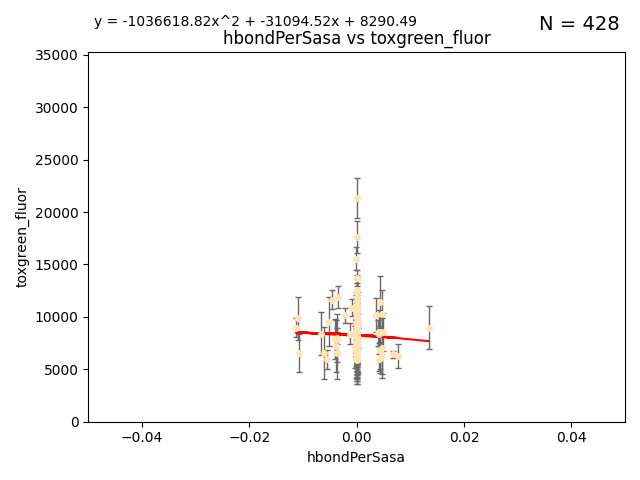 y = -1036618.82x^2 + -31094.52x + 8290.49
N = 428
hbondPerSasa vs toxgreen_fluor
35000
30000
25000
20000
15000
10000
5000
0
toxgreen_fluor
−0.04
−0.02
0.00
0.02
0.04
hbondPerSasa